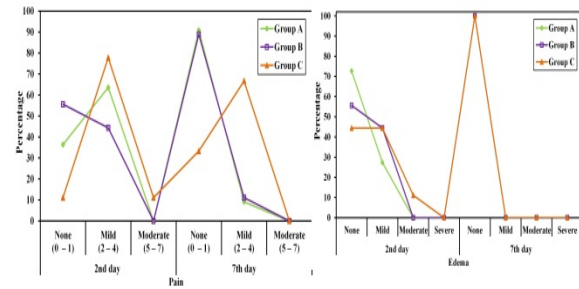 100
90
80
70
60
50
40
30
20
10
0
Percentage
Group A
Group B
Group C
None Mild Moderate None Mild Moderate
(0 – 1) (2 – 4) (5 – 7) (0 – 1) (2 – 4) (5 – 7)
2nd day 7th day
Pain
100
90
80
70
60
50
40
30
20
10
0
Percentage
Group A
Group B
Group C
None Mild Moderate Severe None Mild Moderate Severe
2nd day 7th day
Edema